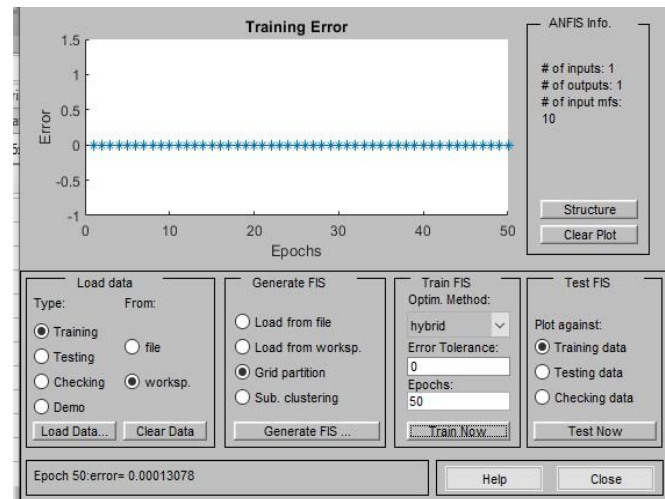 Training Error
1.5
1
0.5
0
-0.5
-1
Error
0 10 20 30 40 50
Epochs
ANFIS Info.
# of inputs: 1
# of outputs: 1
# of input mfs:
10
Structure
Clear Plot
Load data
Type: From:
Training
Testing
Checking
Demo
file
worksp.
Load Data... Clear Data
Generate FIS
Load from file
Load from worksp.
Grid partition
Sub. clustering
Generate FIS ...
Train FIS
Optim. Method:
hybrid
Error Tolerance:
0
Epochs:
50
Train Now
Test FIS
Plot against:
Training data
Testing data
Checking data
Test Now
Epoch 50:error= 0.00013078
Help Close